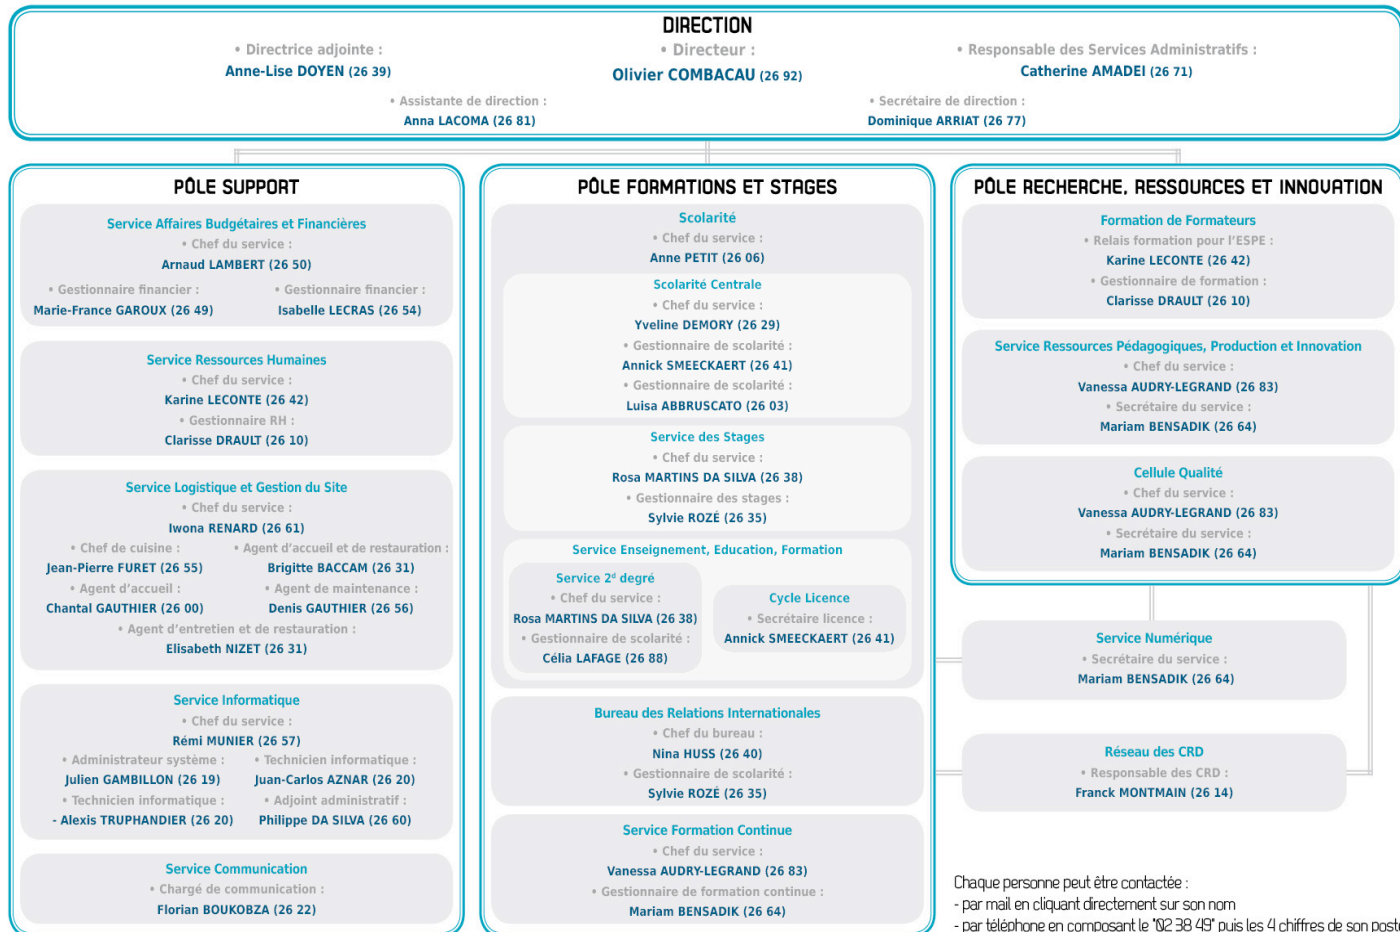 DIRECTION
• Directrice adjointe :
Anne-Lise DOYEN (26 39)
• Directeur :
Olivier COMBACAU (26 92)
• Responsable des Services Administratifs :
Catherine AMADEI (26 71)
• Assistante de direction :
Anna LACOMA (26 81)
• Secrétaire de direction :
Dominique ARRIAT (26 77)
PÔLE SUPPORT
Service Affaires Budgétaires et Financières
• Chef du service :
Arnaud LAMBERT (26 50)
• Gestionnaire financier :
Marie-France GAROUX (26 49)
• Gestionnaire financier :
Isabelle LECRAS (26 54)
Service Ressources Humaines
• Chef du service :
Karine LECONTE (26 42)
• Gestionnaire RH :
Clarisse DRAULT (26 10)
Service Logistique et Gestion du Site
• Chef du service :
Iwona RENARD (26 61)
• Chef de cuisine :
Jean-Pierre FURET (26 55)
• Agent d'accueil et de restauration :
Brigitte BACCAM (26 31)
• Agent d'accueil :
Chantal GAUTHIER (26 00)
• Agent de maintenance :
Denis GAUTHIER (26 56)
• Agent d'entretien et de restauration :
Elisabeth NIZET (26 31)
Service Informatique
• Chef du service :
Rémi MUNIER (26 57)
• Administrateur système :
Julien GAMBILLON (26 19)
• Technicien informatique :
Juan-Carlos AZNAR (26 20)
• Technicien informatique :
- Alexis TRUPHANDIER (26 20)
• Adjoint administratif :
Philippe DA SILVA (26 60)
Service Communication
• Chargé de communication :
Florian BOUKOBZA (26 22)
PÔLE FORMATIONS ET STAGES
Scolarité
• Chef du service :
Anne PETIT (26 06)
Scolarité Centrale
• Chef du service :
Yveline DEMORY (26 29)
• Gestionnaire de scolarité :
Annick SMEECKAERT (26 41)
• Gestionnaire de scolarité :
Luisa ABBRUSCATO (26 03)
Service des Stages
• Chef du service :
Rosa MARTINS DA SILVA (26 38)
• Gestionnaire des stages :
Sylvie ROZÉ (26 35)
Service Enseignement, Education, Formation
Service 2d degré
• Chef du service :
Rosa MARTINS DA SILVA (26 38)
• Gestionnaire de scolarité :
Célia LAFAGE (26 88)
Cycle Licence
• Secrétaire licence :
Annick SMEECKAERT (26 41)
Bureau des Relations Internationales
• Chef du bureau :
Nina HUSS (26 40)
• Gestionnaire de scolarité :
Sylvie ROZÉ (26 35)
Service Formation Continue
• Chef du service :
Vanessa AUDRY-LEGRAND (26 83)
• Gestionnaire de formation continue :
Mariam BENSADIK (26 64)
PÔLE RECHERCHE, RESSOURCES ET INNOVATION
Formation de Formateurs
• Relais formation pour l'ESPE :
Karine LECONTE (26 42)
• Gestionnaire de formation :
Clarisse DRAULT (26 10)
Service Ressources Pédagogiques, Production et Innovation
• Chef du service :
Vanessa AUDRY-LEGRAND (26 83)
• Secrétaire du service :
Mariam BENSADIK (26 64)
Cellule Qualité
• Chef du service :
Vanessa AUDRY-LEGRAND (26 83)
• Secrétaire du service :
Mariam BENSADIK (26 64)
Service Numérique
• Secrétaire du service :
Mariam BENSADIK (26 64)
Réseau des CRD
• Responsable des CRD :
Franck MONTMAIN (26 14)
Chaque personne peut être contactée :
- par mail en cliquant directement sur son nom
- par téléphone en composant le "02 38 49" puis les 4 chiffres de son poste